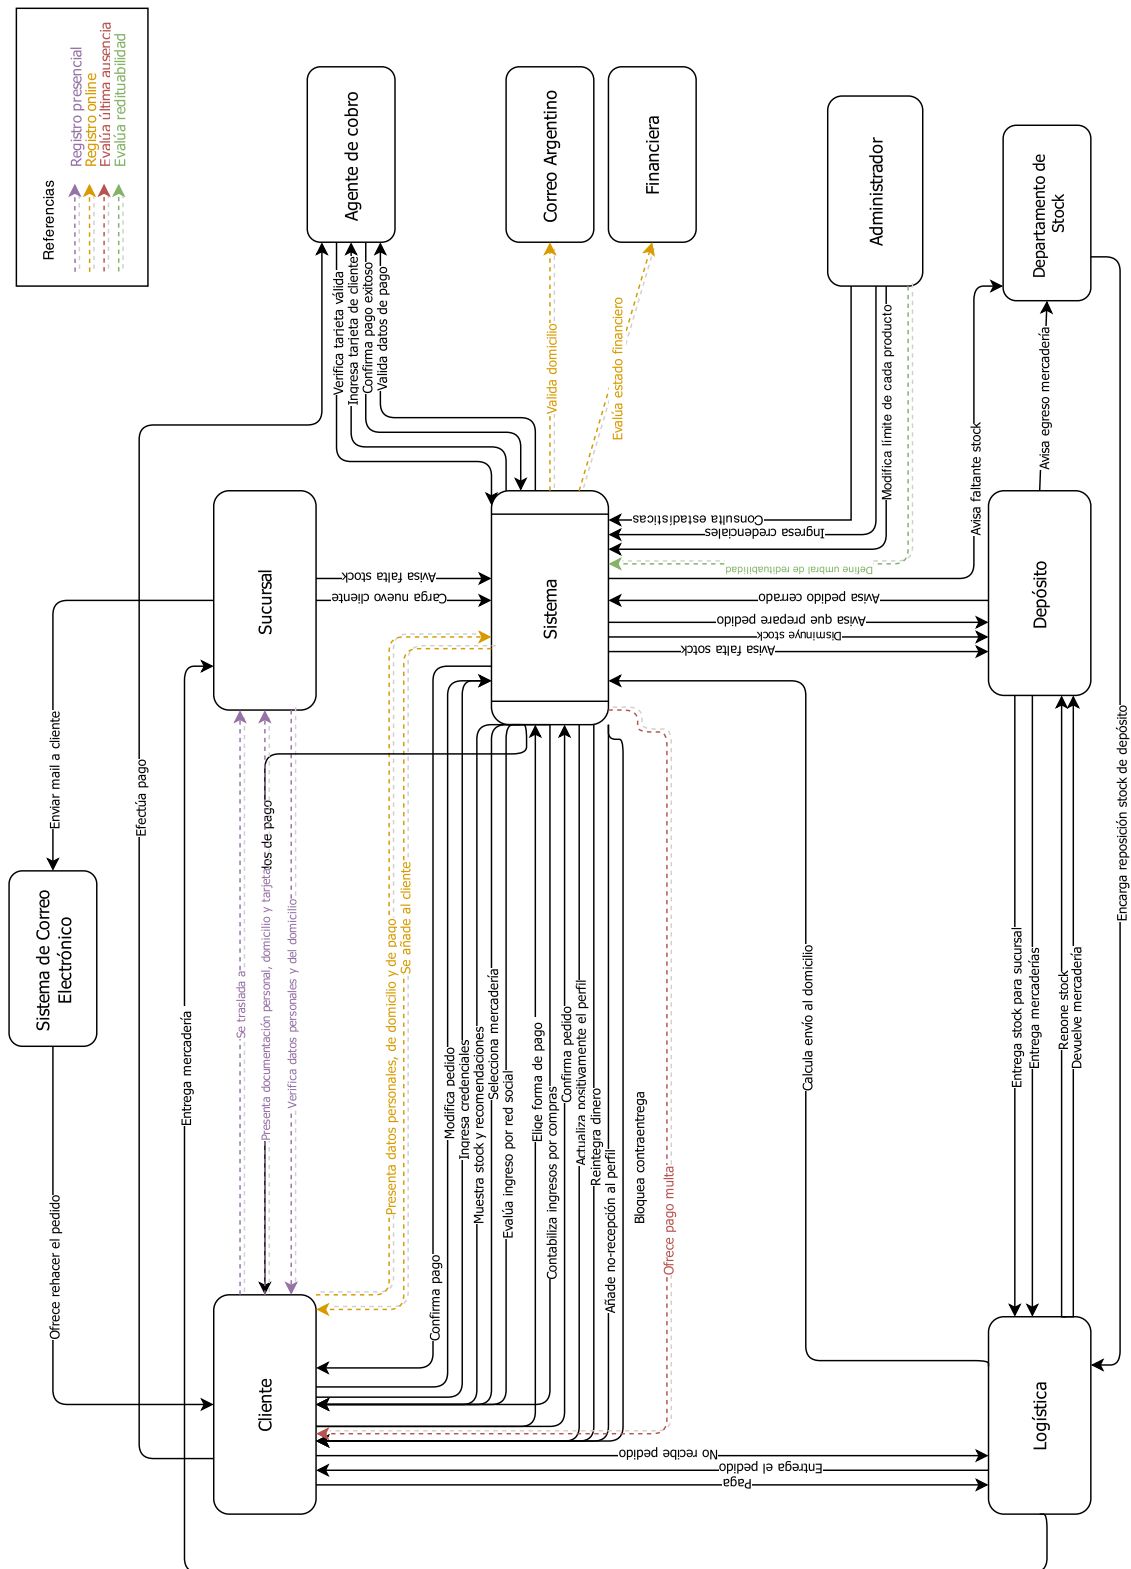 Referencias
Registro presencial
Registro online
Evalúa última ausencia
Evalúa redituabilidad
Agente de cobro
Correo Argentino
Financiera
Administrador
Departamento de
Stock
Verifica tarjeta válida
Ingresa tarjeta de cliente
Confirma pago exitoso
Valida datos de pago
Valida domicilio
Evalúa estado financiero
Modifica límite de cada producto
Consulta estadísticas
Ingresa credenciales
Define umbral de redituabuilidad
Avisa faltante stock
Avisa egreso mercadería
Sucursal
Sistema
Depósito
Avisa falta stock
Carga nuevo cliente
Avisa pedido cerrado
Avisa que prepare pedido
Disminuye stock
Avisa falta sotck
Enviar mail a cliente
Efectúa pago
Encarga reposición stock de depósito
Sistema de Correo
Electrónico
Entrega mercadería
Ofrece rehacer el pedido
Se traslada a
Presenta documentación personal, domicilio y tarjeta
os de pago
Verifica datos personales y del domicilio
Presenta datos personales, de domicilio y de pago
Se añade al cliente
Confirma pago
Modifica pedido
Ingresa credenciales
Muestra stock y recomendaciones
Selecciona mercadería
Evalúa ingreso por red social
Elige forma de pago
Contabiliza ingresos por compras
Confirma pedido
Actualiza positivamente el perfil
Reintegra dinero
Añade no-recepción al perfil
Bloquea contraentrega
Ofrece pago multa
Calcula envío al domicilio
Entrega stock para sucursal
Entrega mercaderías
Repone stock
Devuelve mercadería
Cliente
Logística
No recibe pedido
Entrega el pedido
Paga